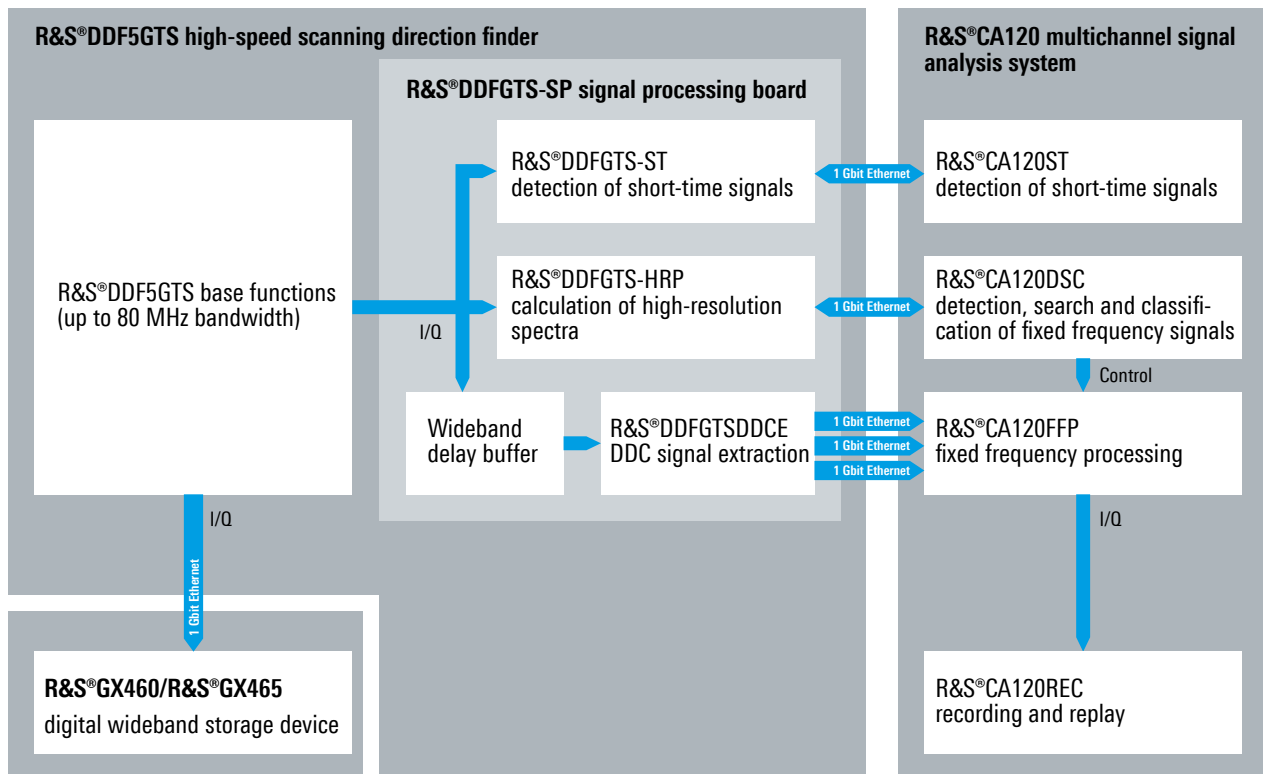 R&S®DDF5GTS high-speed scanning direction finder
R&S®DDFGTS-SP signal processing board
R&S®DDF5GTS base functions
(up to 80 MHz bandwidth)
I/Q
R&S®DDFGTS-ST
detection of short-time signals
R&S®DDFGTS-HRP
calculation of high-resolution
spectra
Wideband
delay buffer
R&S®DDFGTSDDCE
DDC signal extraction
1 Gbit Ethernet
1 Gbit Ethernet
1 Gbit Ethernet
1 Gbit Ethernet
1 Gbit Ethernet
R&S®CA120 multichannel signal
analysis system
R&S®CA120ST
detection of short-time signals
R&S®CA120DSC
detection, search and classifi-
cation of fixed frequency signals
Control
R&S®CA120FFP
fixed frequency processing
I/Q
R&S®CA120REC
recording and replay
I/Q
1 Gbit Ethernet
R&S®GX460/R&S®GX465
digital wideband storage device